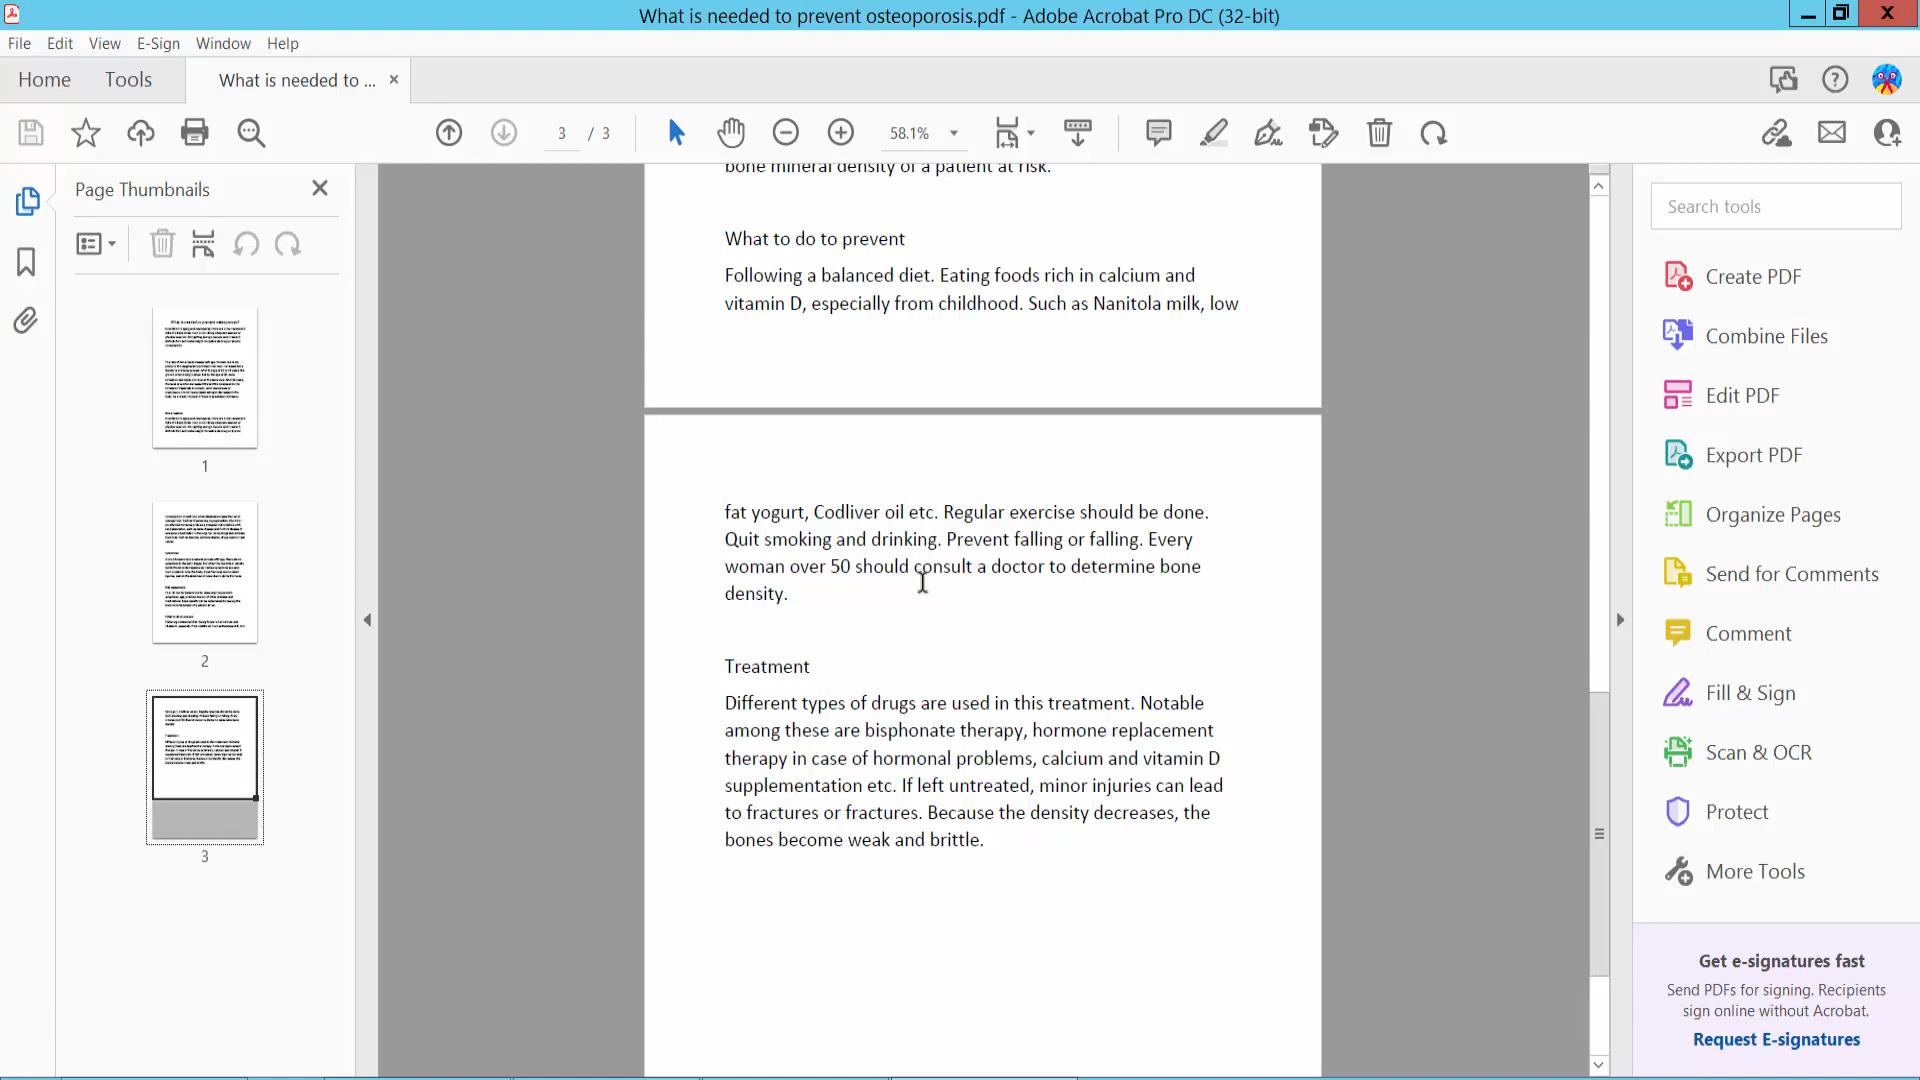 What is needed to prevent osteoporosis.pdf - Adobe Acrobat Pro DC (32-bit)
File Edit View E-Sign Window Help
Home Tools What is needed to ... ×
3 / 3 58.1%
Page Thumbnails
1
2
3
bone mineral density of a patient at risk.
What to do to prevent
Following a balanced diet. Eating foods rich in calcium and
vitamin D, especially from childhood. Such as Nanitola milk, low
fat yogurt, Codliver oil etc. Regular exercise should be done.
Quit smoking and drinking. Prevent falling or falling. Every
woman over 50 should consult a doctor to determine bone
density.
Treatment
Different types of drugs are used in this treatment. Notable
among these are bisphonate therapy, hormone replacement
therapy in case of hormonal problems, calcium and vitamin D
supplementation etc. If left untreated, minor injuries can lead
to fractures or fractures. Because the density decreases, the
bones become weak and brittle.
Search tools
Create PDF
Combine Files
Edit PDF
Export PDF
Organize Pages
Send for Comments
Comment
Fill & Sign
Scan & OCR
Protect
More Tools
Get e-signatures fast
Send PDFs for signing. Recipients
sign online without Acrobat.
Request E-signatures